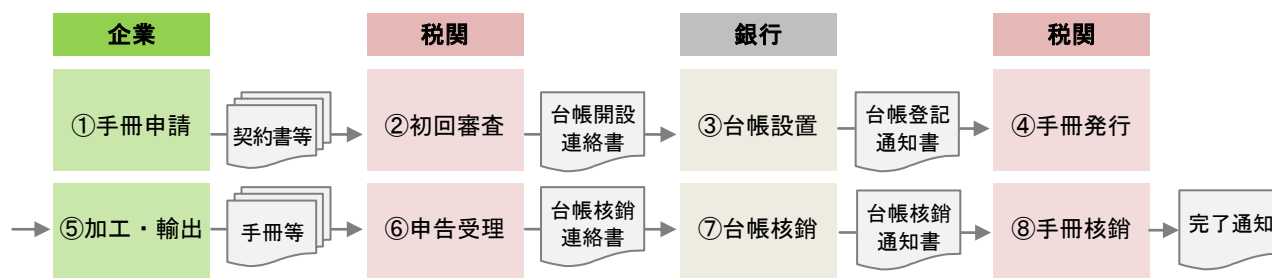 企業
税関
銀行
税関
①手冊申請
契約書等
②初回審査
台帳開設
連絡書
③台帳設置
台帳登記
通知書
④手冊発行
⑤加工・輸出
手冊等
⑥申告受理
台帳核銷
連絡書
⑦台帳核銷
台帳核銷
通知書
⑧手冊核銷
完了通知